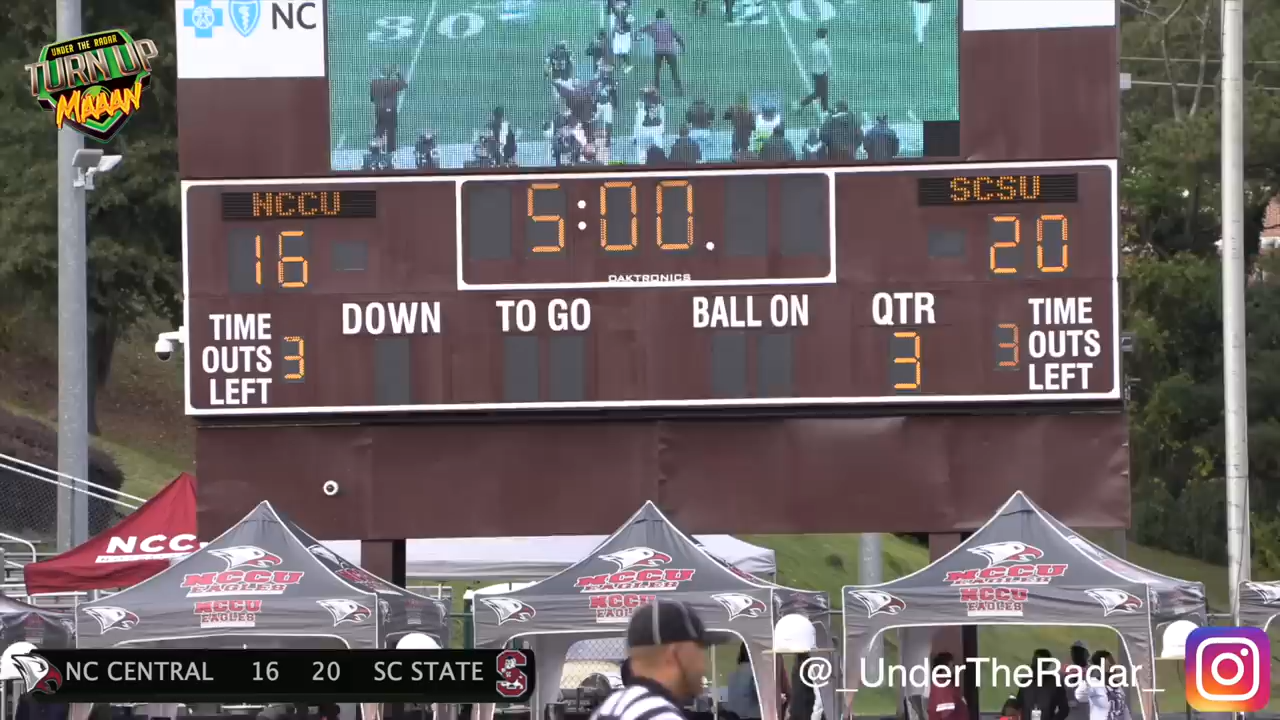 NC
UNDER THE RADAR
TURN UP
MAAAN
30
20
NCCU
5:00.
SCSU
16
20
DAKTRONICS
DOWN
TO GO
BALL ON
QTR
TIME
OUTS
LEFT
3
3
3
TIME
OUTS
LEFT
NCC
NCCU
EAGLES
NCCU
EAGLES
NCCU
EAGLES
NCCU
EAGLES
NCCU
EAGLES
NCCU
EAGLES
NC CENTRAL 16 20 SC STATE
@_UnderTheRadar_